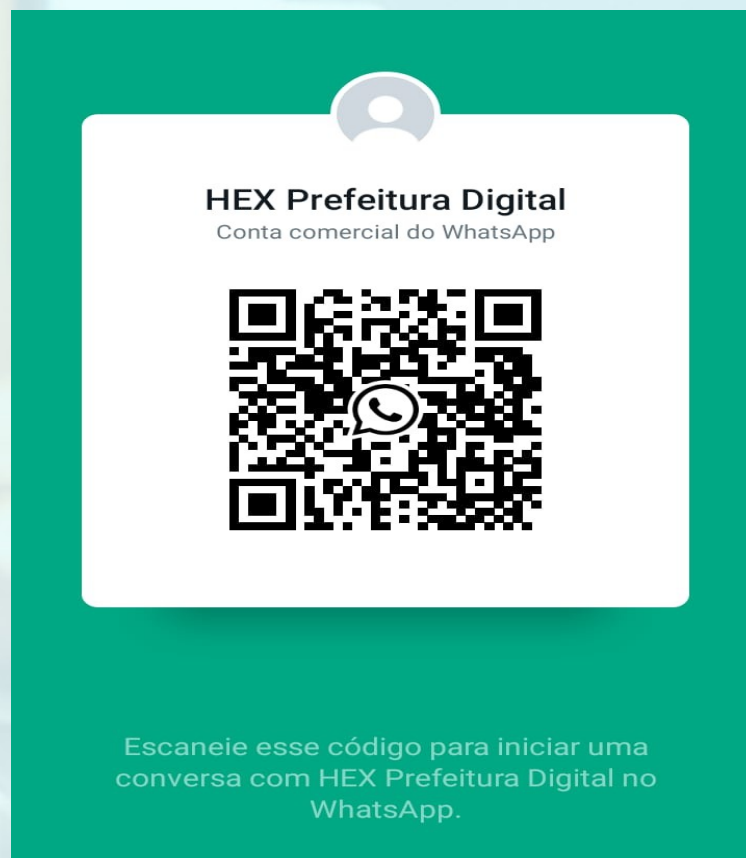 HEX Prefeitura Digital
Conta comercial do WhatsApp
Escaneie esse código para iniciar uma
conversa com HEX Prefeitura Digital no
WhatsApp.